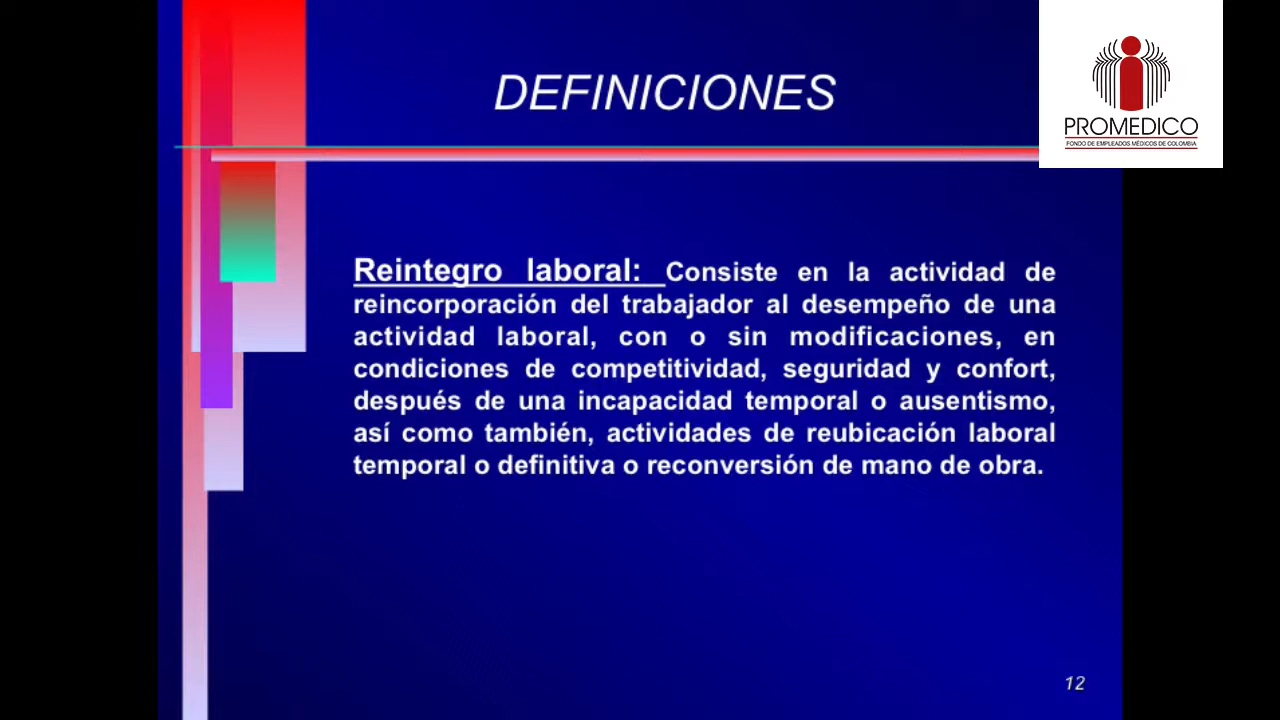 DEFINICIONES
PROMEDICO
FONDO DE EMPLEADOS MÉDICOS DE COLOMBIA
Reintegro laboral: Consiste en la actividad de
reincorporación del trabajador al desempeño de una
actividad laboral, con o sin modificaciones, en
condiciones de competitividad, seguridad y confort,
después de una incapacidad temporal o ausentismo,
así como también, actividades de reubicación laboral
temporal o definitiva o reconversión de mano de obra.
12